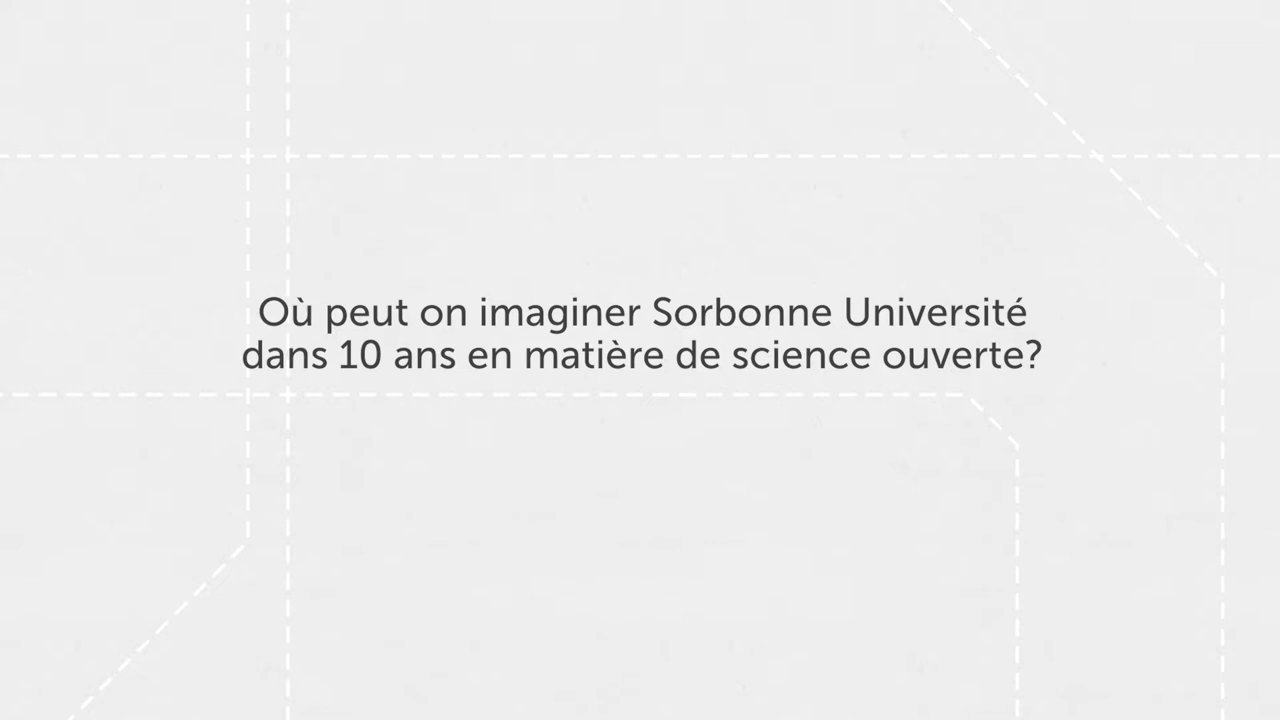 Où peut on imaginer Sorbonne Université
dans 10 ans en matière de science ouverte?